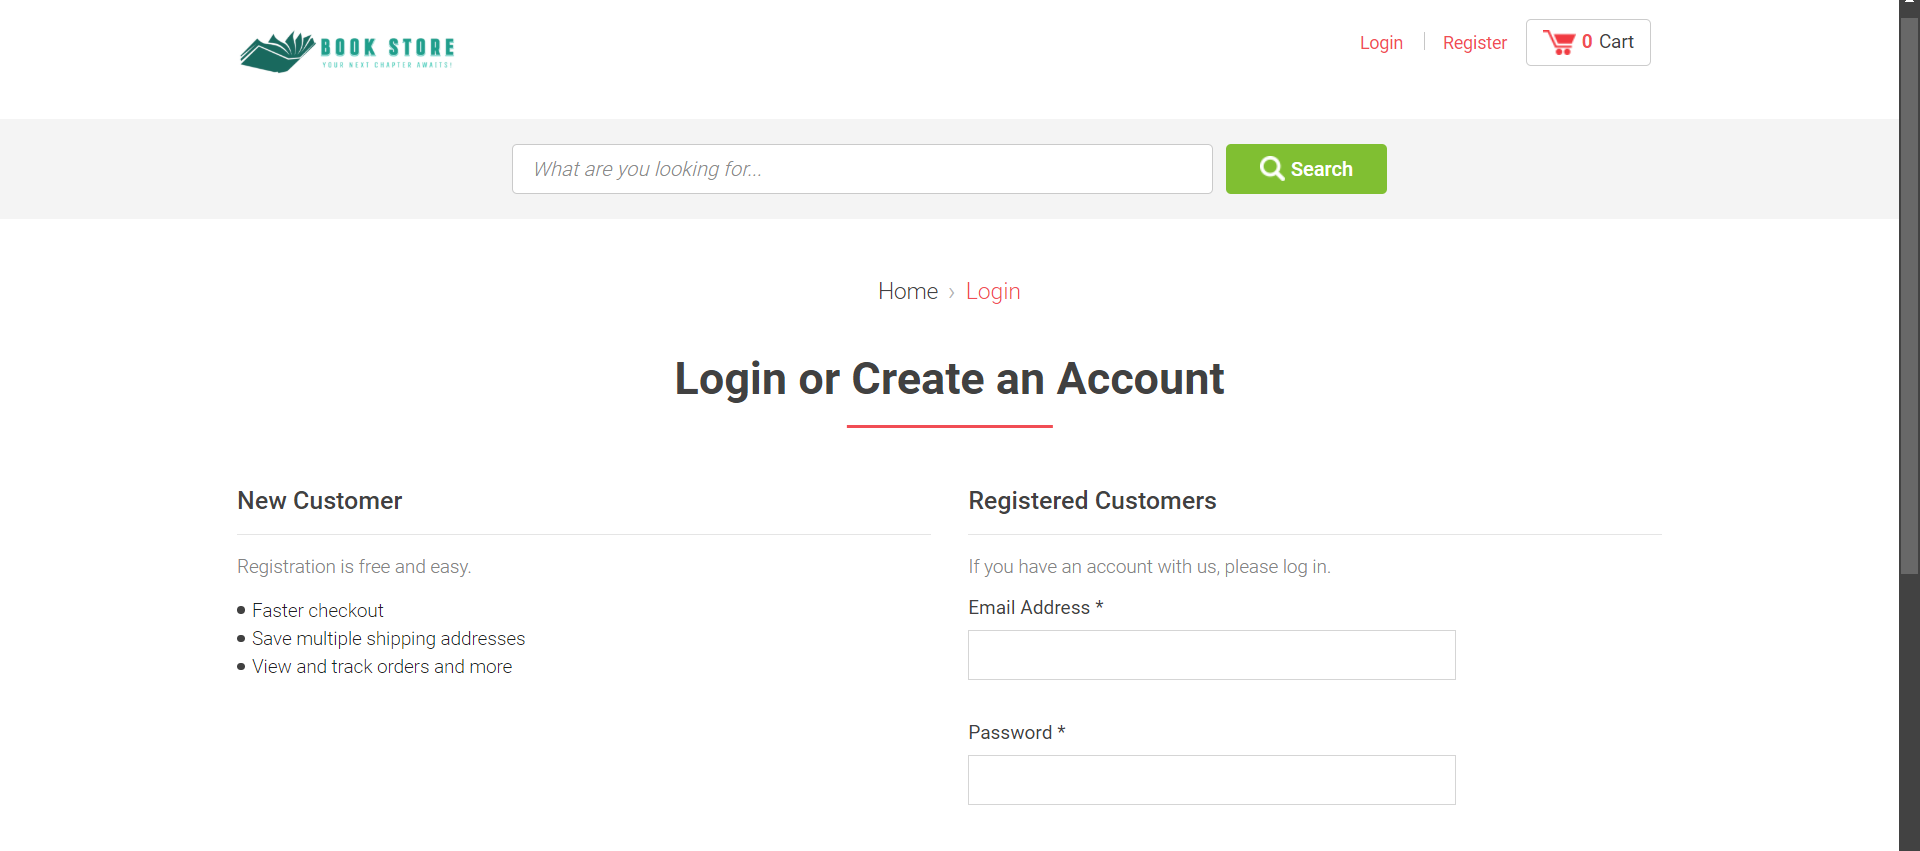 BOOK STORE
YOUR NEXT CHAPTER AWAITS!
Login
Register
0 Cart
What are you looking for...
Search
Home › Login
Login or Create an Account
New Customer
Registration is free and easy.
Faster checkout
Save multiple shipping addresses
View and track orders and more
Registered Customers
If you have an account with us, please log in.
Email Address *
Password *